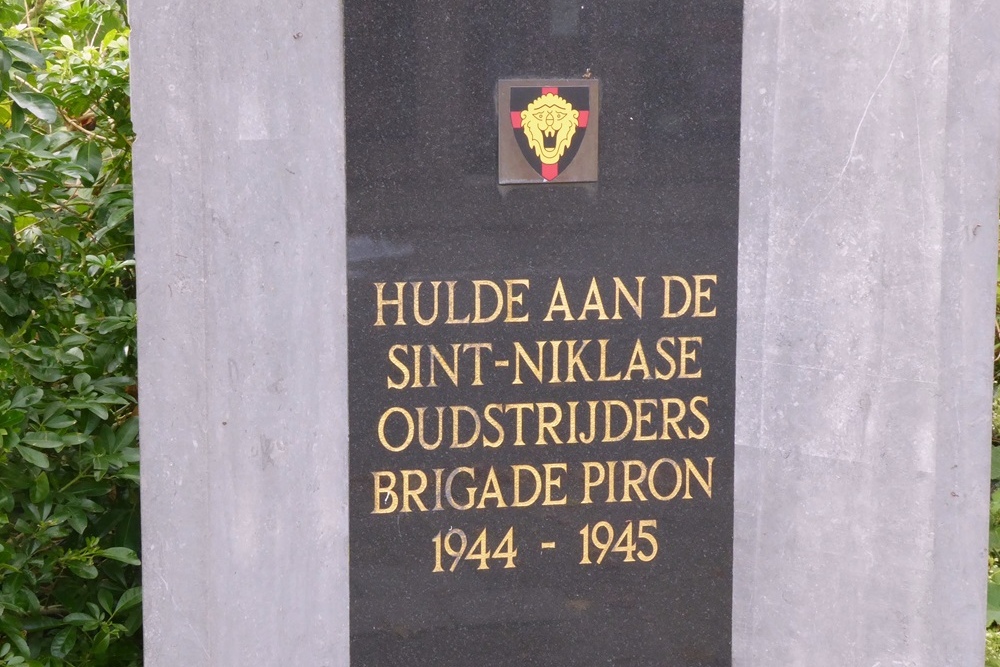 HULDE AAN DE
SINT-NIKLASE
OUDSTRIJDERS
BRIGADE PIRON
1944 - 1945